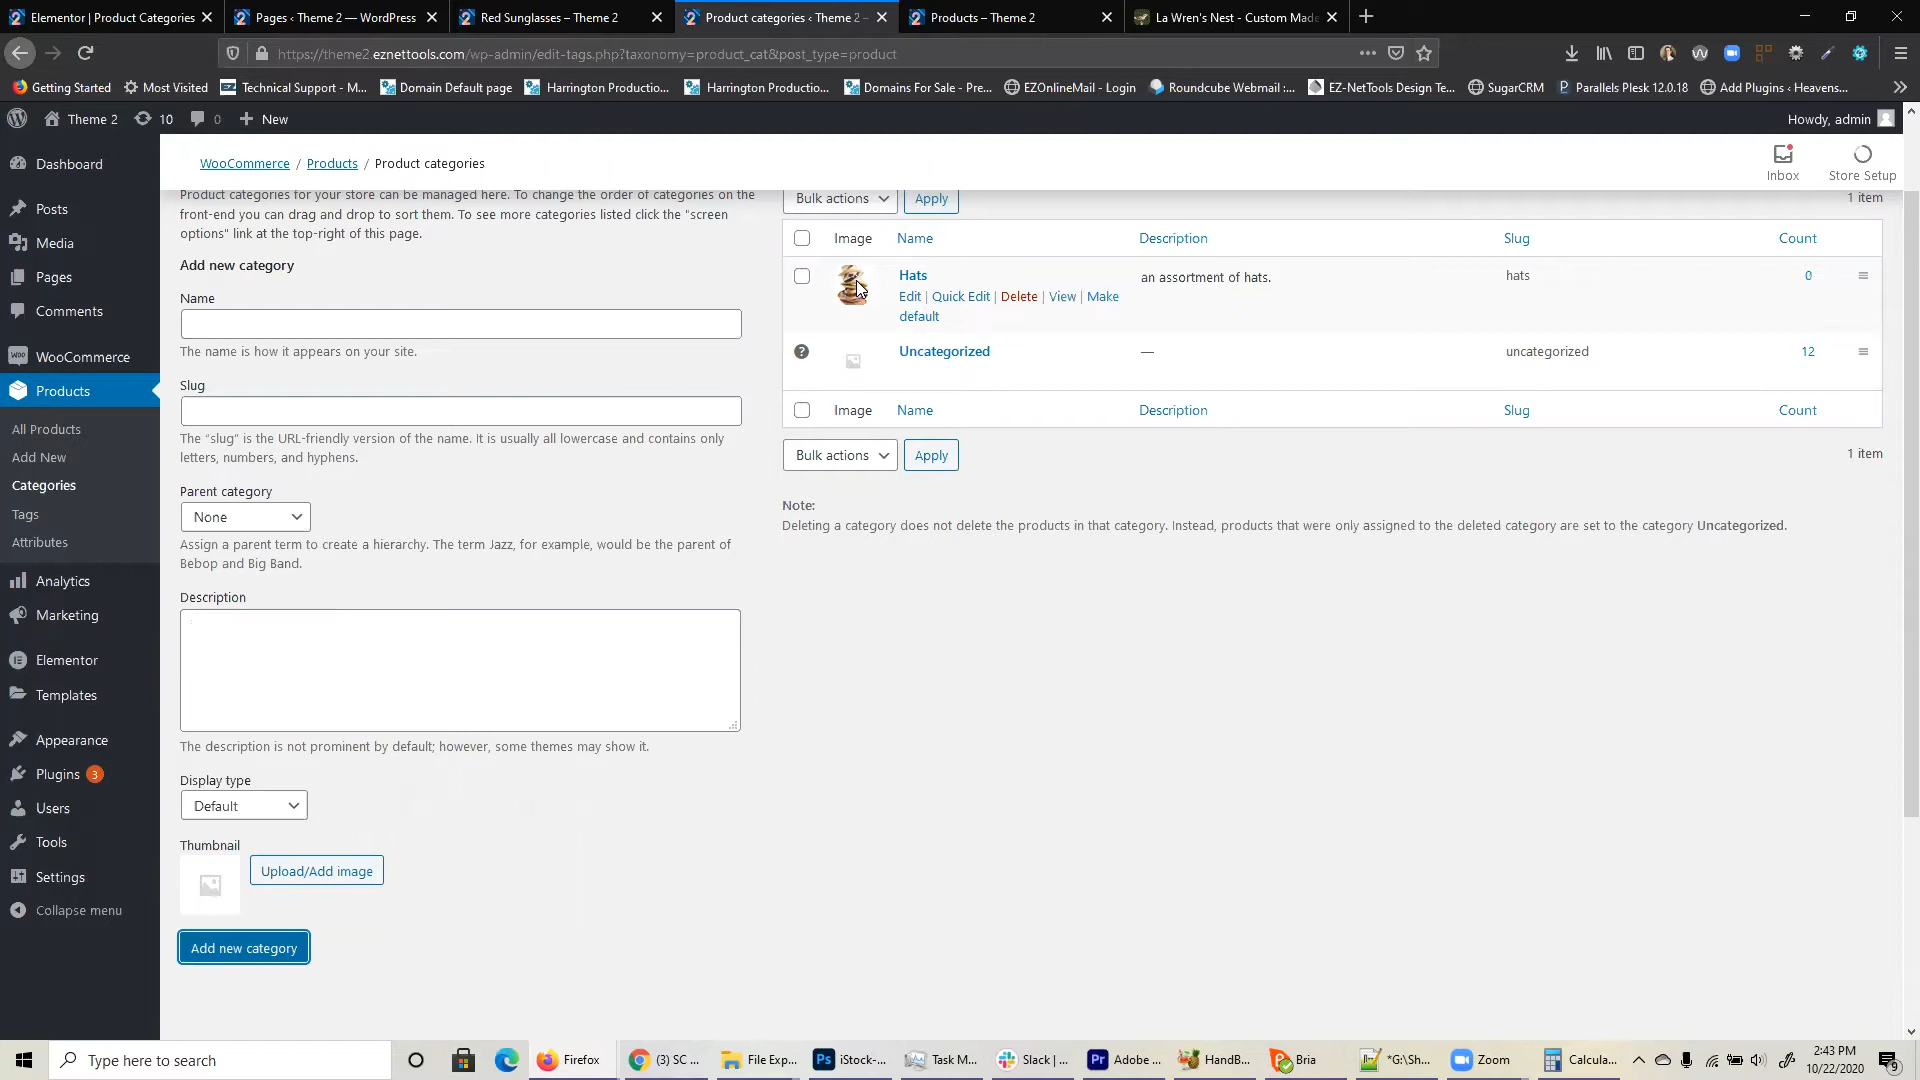 Elementor | Product Categories
Pages ‹ Theme 2 — WordPress
Red Sunglasses – Theme 2
Product categories ‹ Theme 2 –
Products – Theme 2
La Wren's Nest - Custom Made
https://theme2.eznettools.com/wp-admin/edit-tags.php?taxonomy=product_cat&post_type=product
Getting Started
Most Visited
Technical Support - M...
Domain Default page
Harrington Productio...
Harrington Productio...
Domains For Sale - Pre...
EZOnlineMail - Login
Roundcube Webmail :...
EZ-NetTools Design Te...
SugarCRM
Parallels Plesk 12.0.18
Add Plugins ‹ Heavens...
Theme 2
10
0
New
Howdy, admin
WooCommerce / Products / Product categories
Inbox
Store Setup
Dashboard
Posts
Media
Pages
Comments
WooCommerce
Products
All Products
Add New
Categories
Tags
Attributes
Analytics
Marketing
Elementor
Templates
Appearance
Plugins 3
Users
Tools
Settings
Collapse menu
Product categories for your store can be managed here. To change the order of categories on the
front-end you can drag and drop to sort them. To see more categories listed click the "screen
options" link at the top-right of this page.
Add new category
Name
The name is how it appears on your site.
Slug
The “slug” is the URL-friendly version of the name. It is usually all lowercase and contains only
letters, numbers, and hyphens.
Parent category
None
Assign a parent term to create a hierarchy. The term Jazz, for example, would be the parent of
Bebop and Big Band.
Description
The description is not prominent by default; however, some themes may show it.
Display type
Default
Thumbnail
Upload/Add image
Add new category
Bulk actions
Apply
1 item
Image Name Description Slug Count
Hats
an assortment of hats.
hats
0
Edit | Quick Edit | Delete | View | Make
default
Uncategorized
—
uncategorized
12
Image Name Description Slug Count
Bulk actions
Apply
1 item
Note:
Deleting a category does not delete the products in that category. Instead, products that were only assigned to the deleted category are set to the category Uncategorized.
Type here to search
Firefox
(3) SC ...
File Exp...
Ps
iStock-...
Task M...
Slack | ...
Pr
Adobe ...
HandB...
Bria
*G:\Sh...
Zoom
Calcula...
2:43 PM
10/22/2020
9